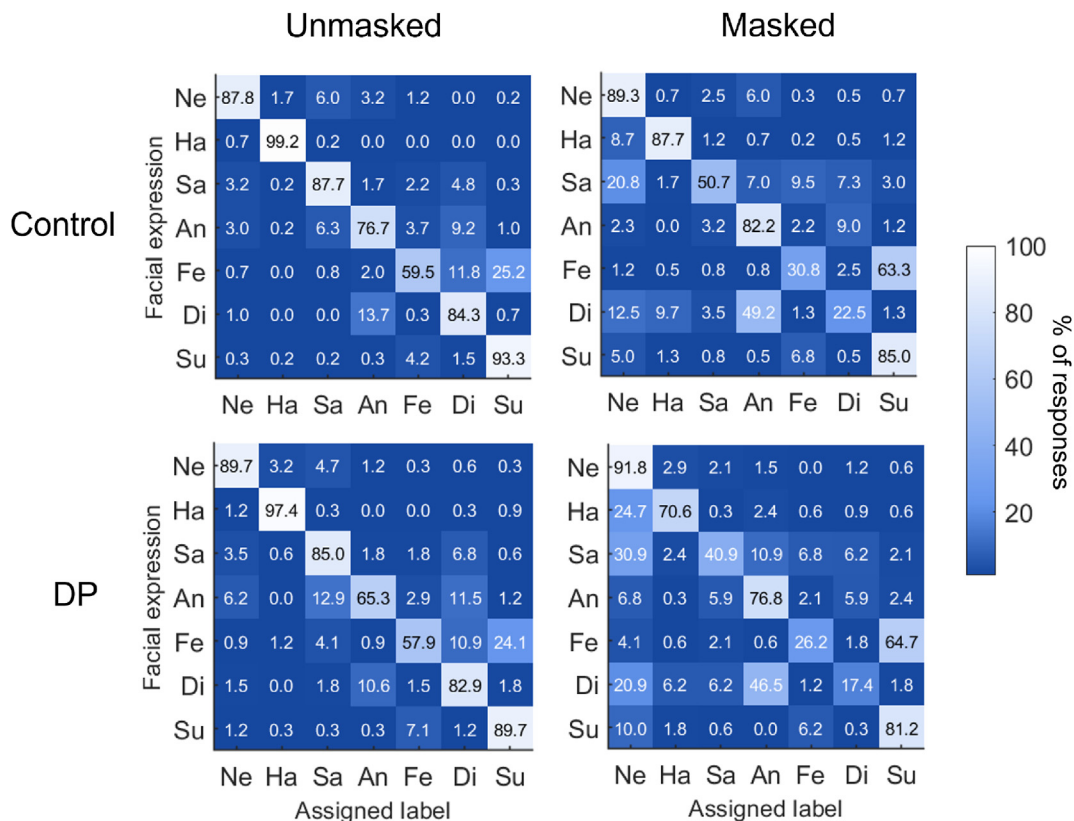 Unmasked Masked
Control
Facial expression
Ne 87.8 1.7 6.0 3.2 1.2 0.0 0.2
Ha 0.7 99.2 0.2 0.0 0.0 0.0 0.0
Sa 3.2 0.2 87.7 1.7 2.2 4.8 0.3
An 3.0 0.2 6.3 76.7 3.7 9.2 1.0
Fe 0.7 0.0 0.8 2.0 59.5 11.8 25.2
Di 1.0 0.0 0.0 13.7 0.3 84.3 0.7
Su 0.3 0.2 0.2 0.3 4.2 1.5 93.3
Ne Ha Sa An Fe Di Su
Ne 89.3 0.7 2.5 6.0 0.3 0.5 0.7
Ha 8.7 87.7 1.2 0.7 0.2 0.5 1.2
Sa 20.8 1.7 50.7 7.0 9.5 7.3 3.0
An 2.3 0.0 3.2 82.2 2.2 9.0 1.2
Fe 1.2 0.5 0.8 0.8 30.8 2.5 63.3
Di 12.5 9.7 3.5 49.2 1.3 22.5 1.3
Su 5.0 1.3 0.8 0.5 6.8 0.5 85.0
Ne Ha Sa An Fe Di Su
100
80
60
40
20
% of responses
DP
Facial expression
Ne 89.7 3.2 4.7 1.2 0.3 0.6 0.3
Ha 1.2 97.4 0.3 0.0 0.0 0.3 0.9
Sa 3.5 0.6 85.0 1.8 1.8 6.8 0.6
An 6.2 0.0 12.9 65.3 2.9 11.5 1.2
Fe 0.9 1.2 4.1 0.9 57.9 10.9 24.1
Di 1.5 0.0 1.8 10.6 1.5 82.9 1.8
Su 1.2 0.3 0.3 0.3 7.1 1.2 89.7
Ne Ha Sa An Fe Di Su
Assigned label
Ne 91.8 2.9 2.1 1.5 0.0 1.2 0.6
Ha 24.7 70.6 0.3 2.4 0.6 0.9 0.6
Sa 30.9 2.4 40.9 10.9 6.8 6.2 2.1
An 6.8 0.3 5.9 76.8 2.1 5.9 2.4
Fe 4.1 0.6 2.1 0.6 26.2 1.8 64.7
Di 20.9 6.2 6.2 46.5 1.2 17.4 1.8
Su 10.0 1.8 0.6 0.0 6.2 0.3 81.2
Ne Ha Sa An Fe Di Su
Assigned label